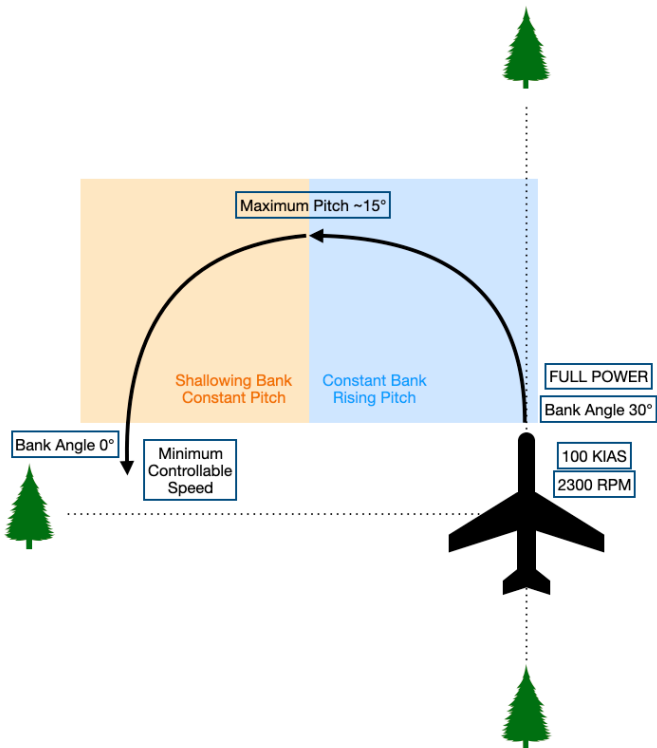 Maximum Pitch ~15°
Shallowing Bank
Constant Pitch
Constant Bank
Rising Pitch
FULL POWER
Bank Angle 30°
Bank Angle 0°
Minimum
Controllable
Speed
100 KIAS
2300 RPM